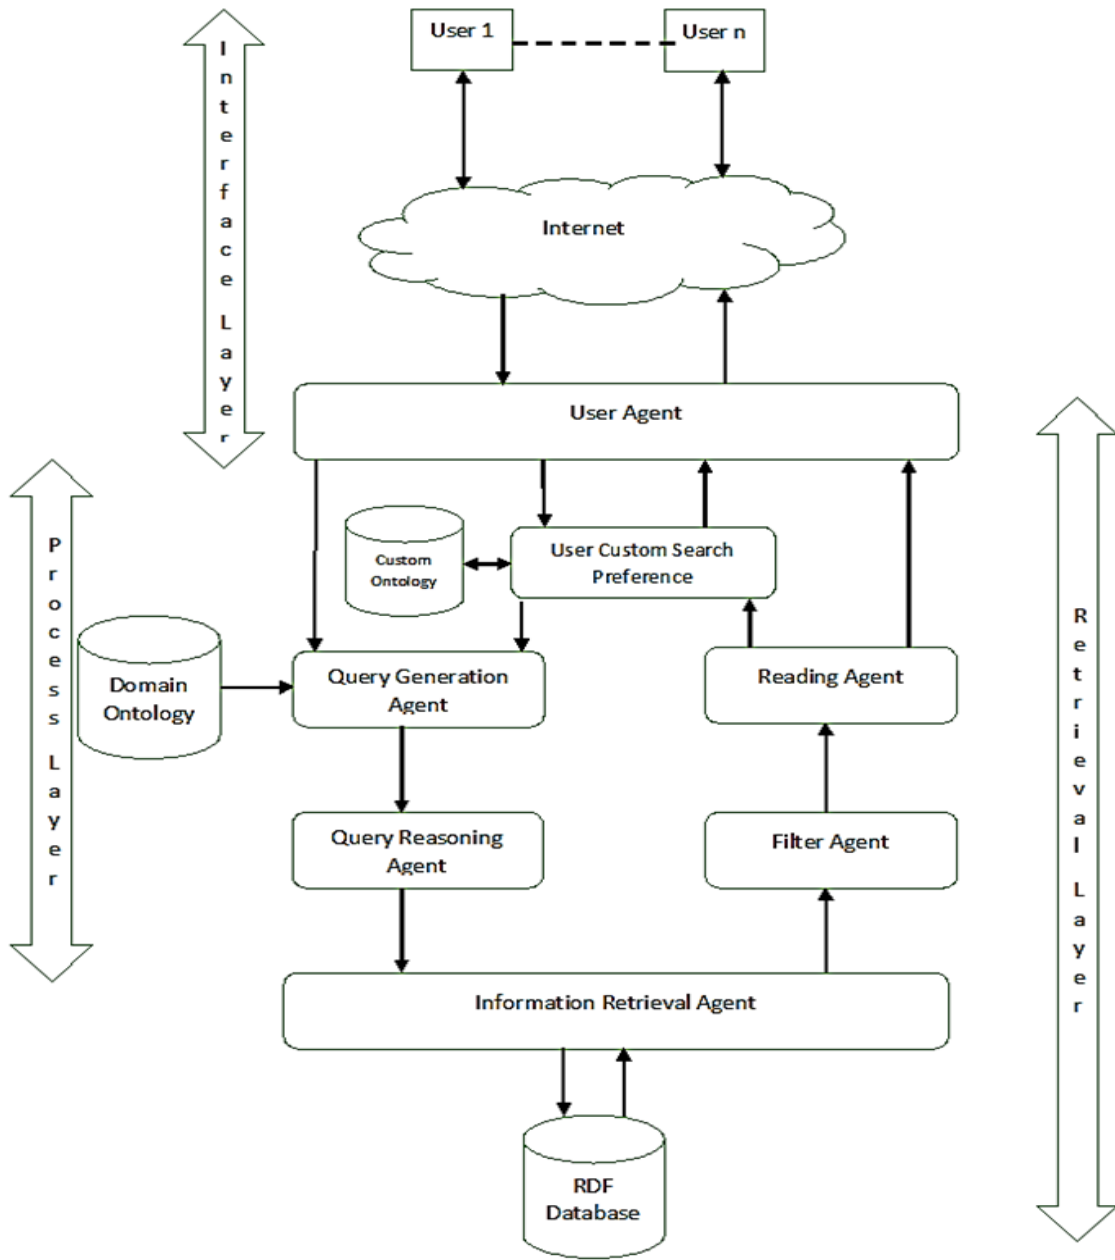 User 1
User n
Interface Layer
Internet
User Agent
Process Layer
Custom
Ontology
User Custom Search
Preference
Domain
Ontology
Query Generation
Agent
Reading Agent
Retrieval Layer
Query Reasoning
Agent
Filter Agent
Information Retrieval Agent
RDF
Database